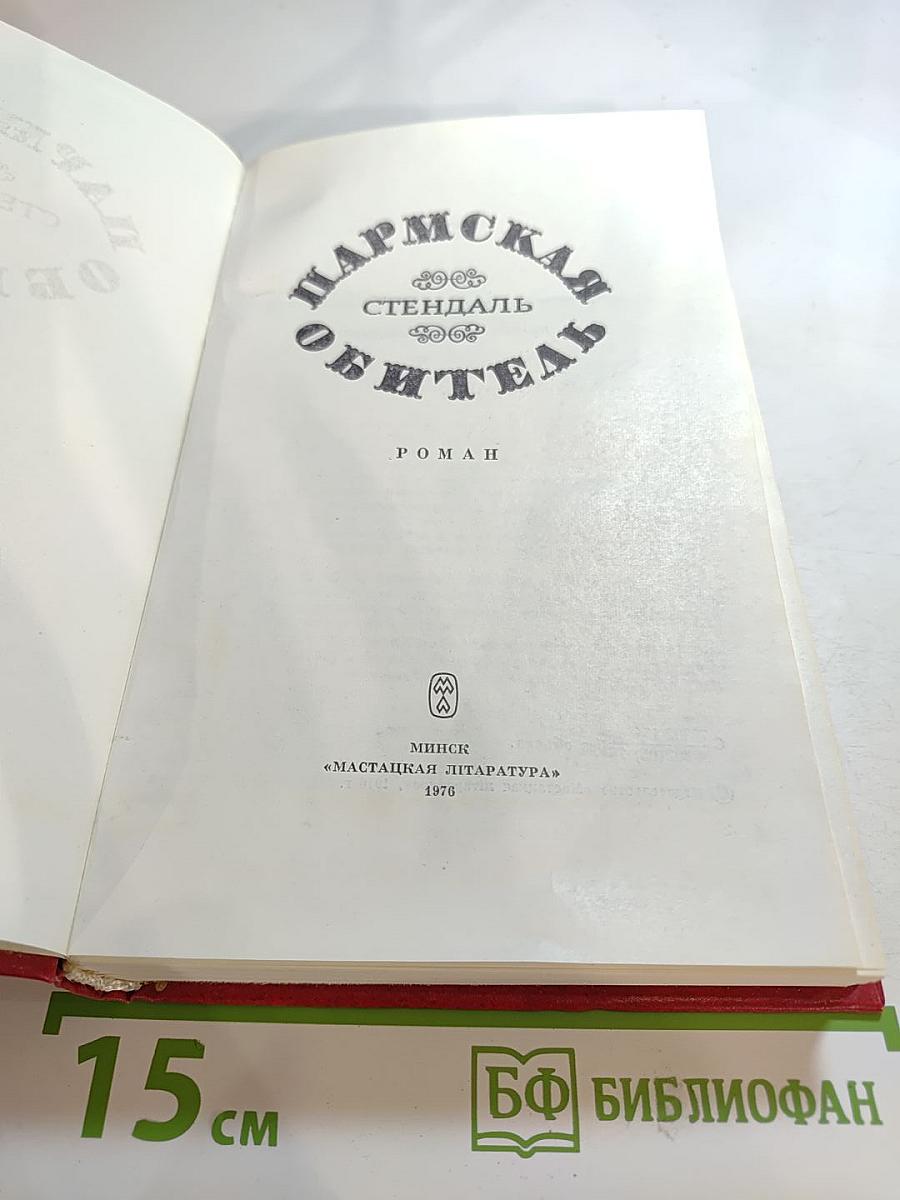 ПАРМСКАЯ
СТЕНДАЛЬ
ОБИТЕЛЬ
РОМАН
МИНСК
«МАСТАЦКАЯ ЛІТАРАТУРА»
1976
15 см
БФ БИБЛИОФАН